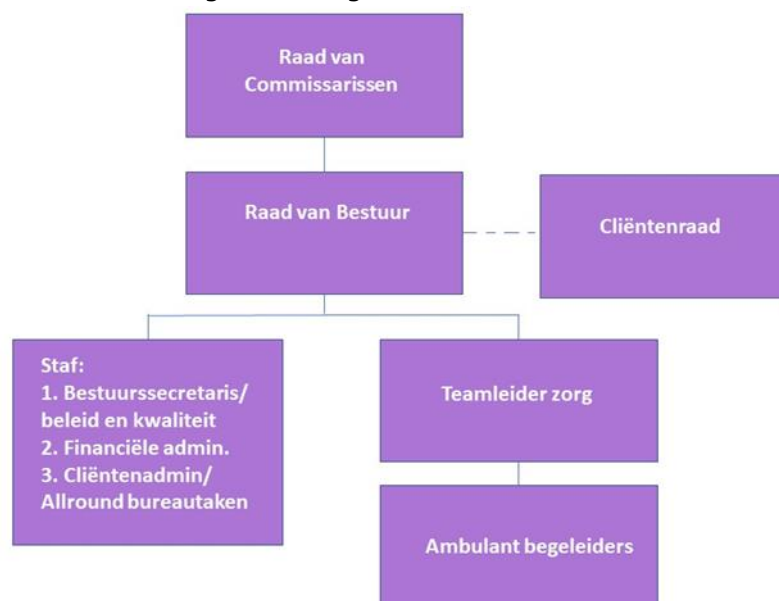 Raad van
Commissarissen
Raad van Bestuur
Cliëntenraad
Staf:
1. Bestuurssecretaris/
beleid en kwaliteit
2. Financiële admin.
3. Cliëntenadmin/
Allround bureautaken
Teamleider zorg
Ambulant begeleiders